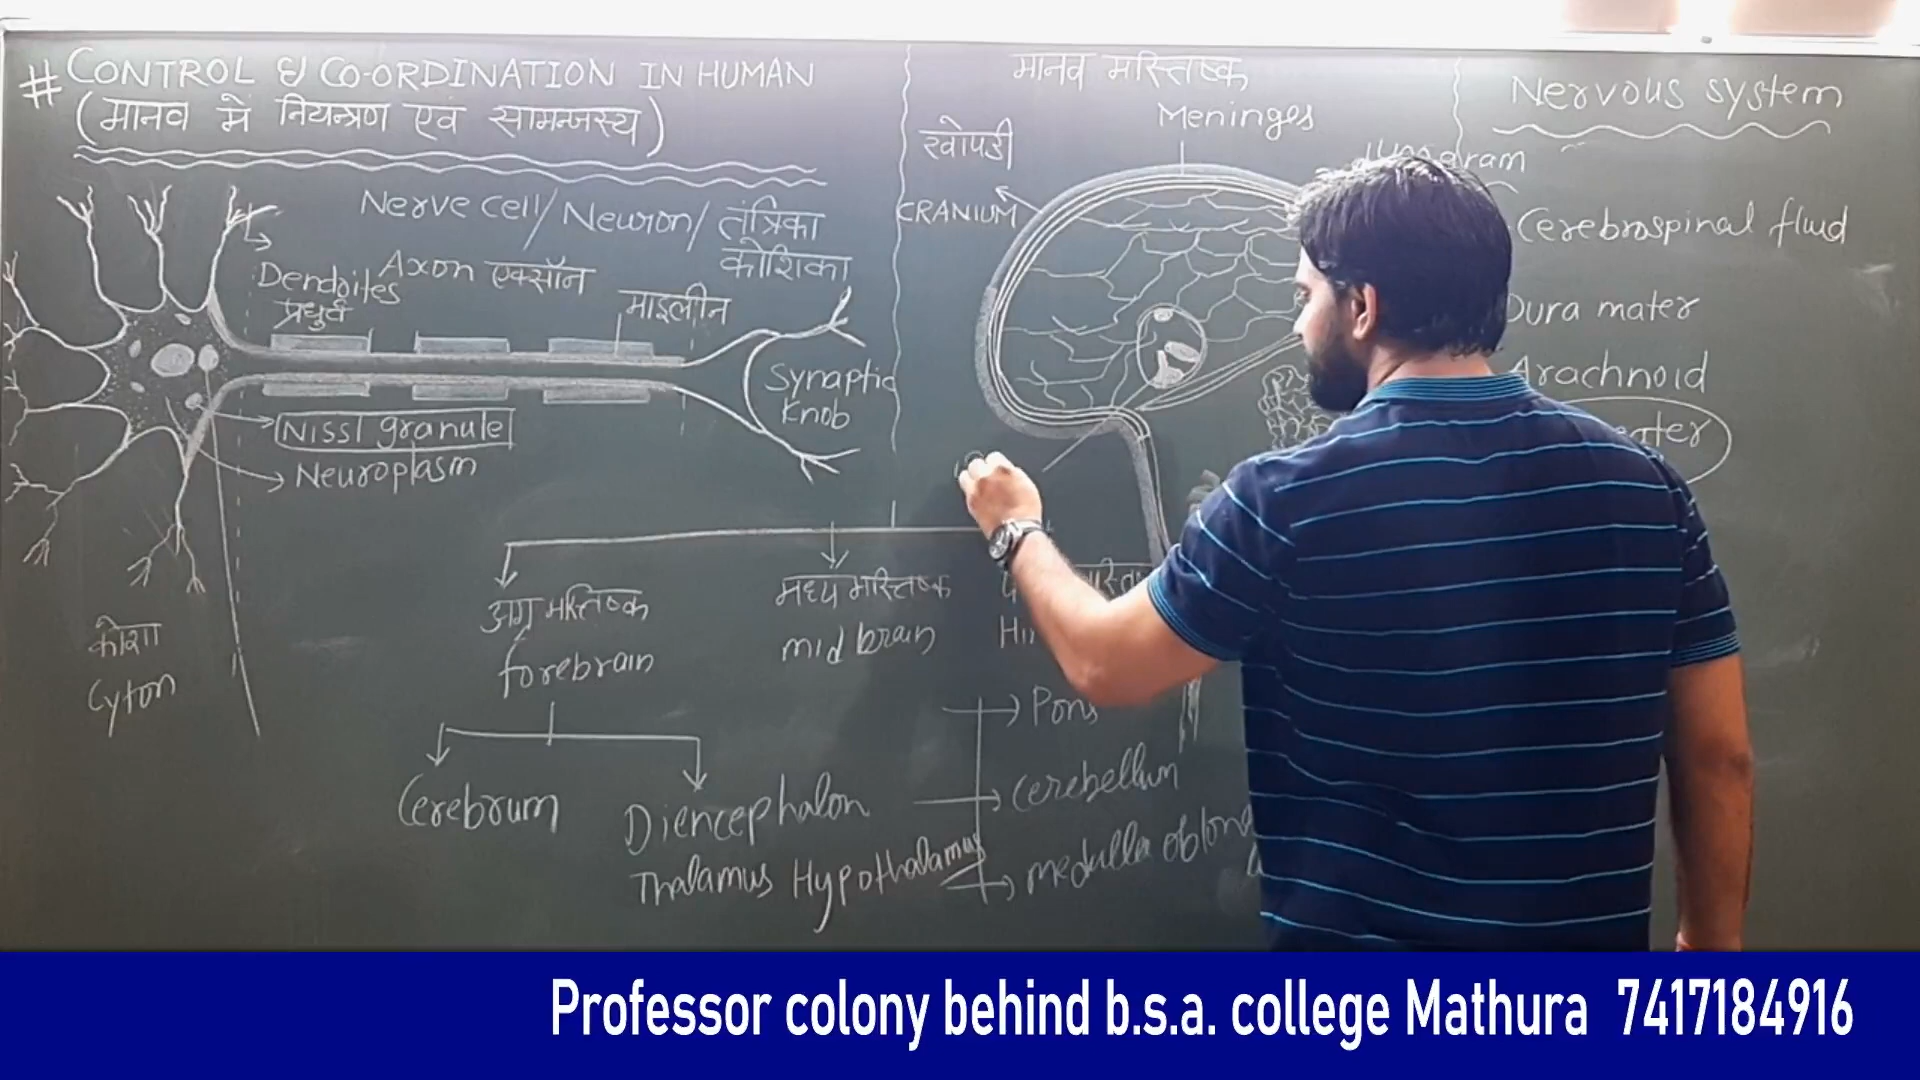 # CONTROL & CO-ORDINATION IN HUMAN
(मानव में नियन्त्रण एवं सामन्जस्य)
Nerve cell/Neuron/तंत्रिका
कोशिका
Dendrites
Axon एक्सॉन
माइलीन
Synaptic
Knob
Nissl granule
Neuroplasm
कोशा
Cyton
मानव मस्तिष्क
Meninges
खोपडी
CRANIUM
अग्र मस्तिष्क
forebrain
मध्य मस्तिष्क
mid brain
Cerebrum
Diencephalon
Thalamus Hypothalamus
Pons
Cerebellum
medulla
Nervous system
Cerebrospinal fluid
Dura mater
Arachnoid
Professor colony behind b.s.a. college Mathura 7417184916